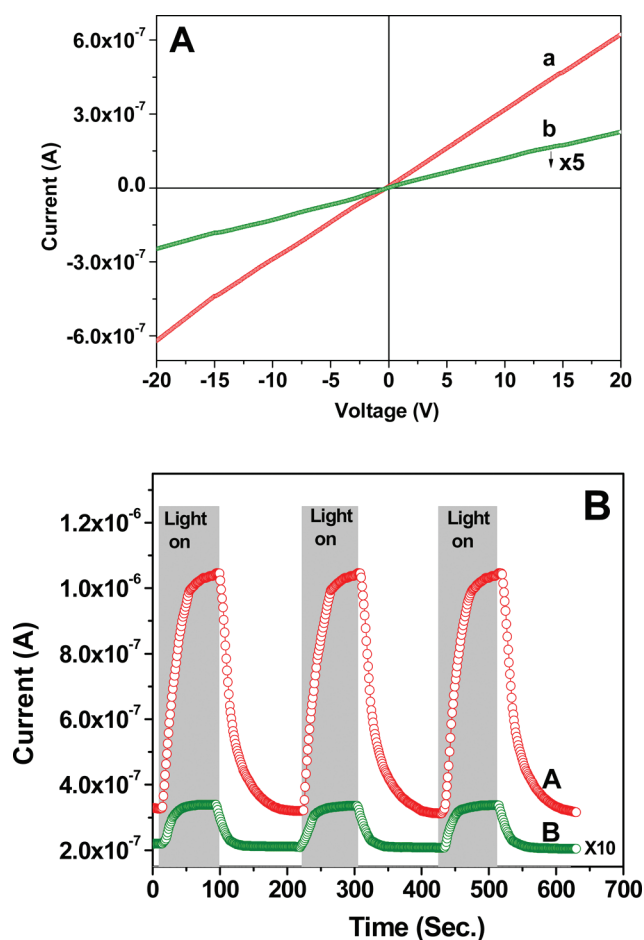 A
6.0x10⁻⁷
3.0x10⁻⁷
0.0
-3.0x10⁻⁷
-6.0x10⁻⁷
Current (A)
a
b
x5
-20 -15 -10 -5 0 5 10 15 20
Voltage (V)
B
Light on
Light on
Light on
1.2x10⁻⁶
1.0x10⁻⁶
8.0x10⁻⁷
6.0x10⁻⁷
4.0x10⁻⁷
2.0x10⁻⁷
Current (A)
A
B
X10
0 100 200 300 400 500 600 700
Time (Sec.)